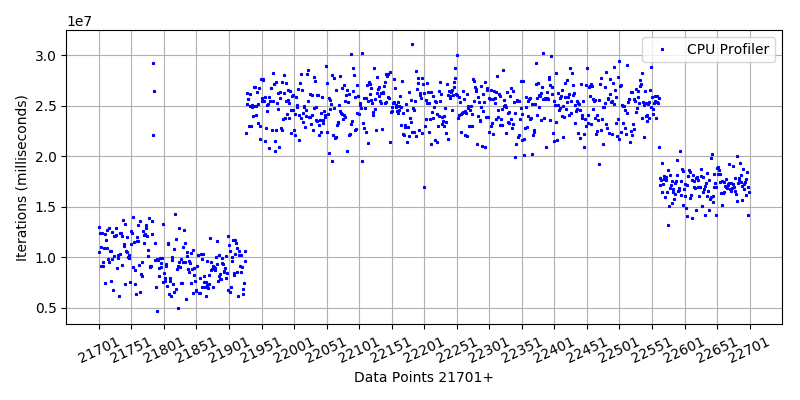 1e7
CPU Profiler
3.0
2.5
2.0
1.5
1.0
0.5
Iterations (milliseconds)
21701 21751 21801 21851 21901 21951 22001 22051 22101 22151 22201 22251 22301 22351 22401 22451 22501 22551 22601 22651 22701
Data Points 21701+